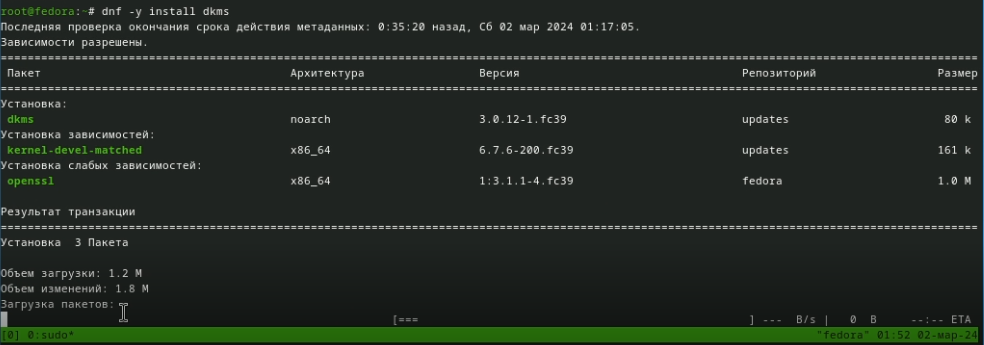 root@fedora:~# dnf -y install dkms
Последняя проверка окончания срока действия метаданных: 0:35:20 назад, Сб 02 мар 2024 01:17:05.
Зависимости разрешены.
================================================================================
Пакет Архитектура Версия Репозиторий Размер
================================================================================
Установка:
dkms noarch 3.0.12-1.fc39 updates 80 k
Установка зависимостей:
kernel-devel-matched x86_64 6.7.6-200.fc39 updates 161 k
Установка слабых зависимостей:
openssl x86_64 1:3.1.1-4.fc39 fedora 1.0 M
Результат транзакции
================================================================================
Установка 3 Пакета
Объем загрузки: 1.2 M
Объем изменений: 1.8 M
Загрузка пакетов:
[=== ] --- B/s | 0 B --:-- ETA
[0] 0:sudo* "fedora" 01:52 02-мар-24